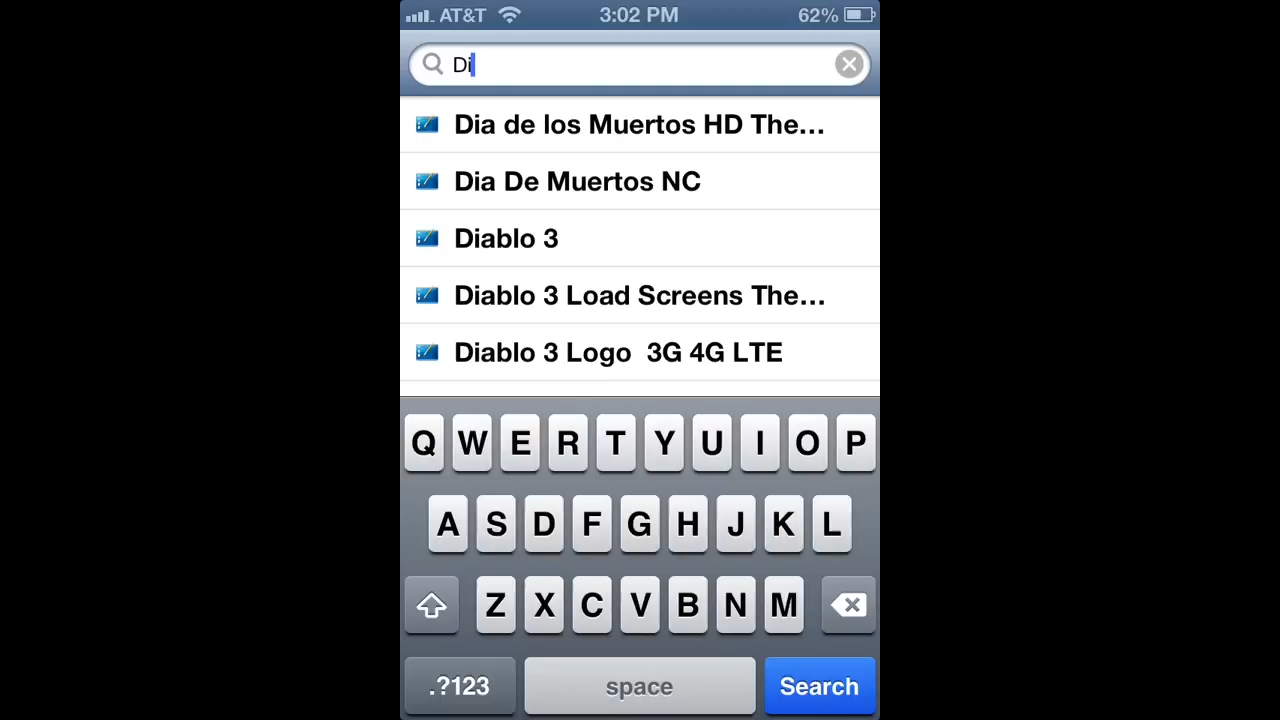 AT&T 3:02 PM 62%
Di
Dia de los Muertos HD The…
Dia De Muertos NC
Diablo 3
Diablo 3 Load Screens The…
Diablo 3 Logo  3G 4G LTE
Q W E R T Y U I O P
A S D F G H J K L
Z X C V B N M
.?123 space Search